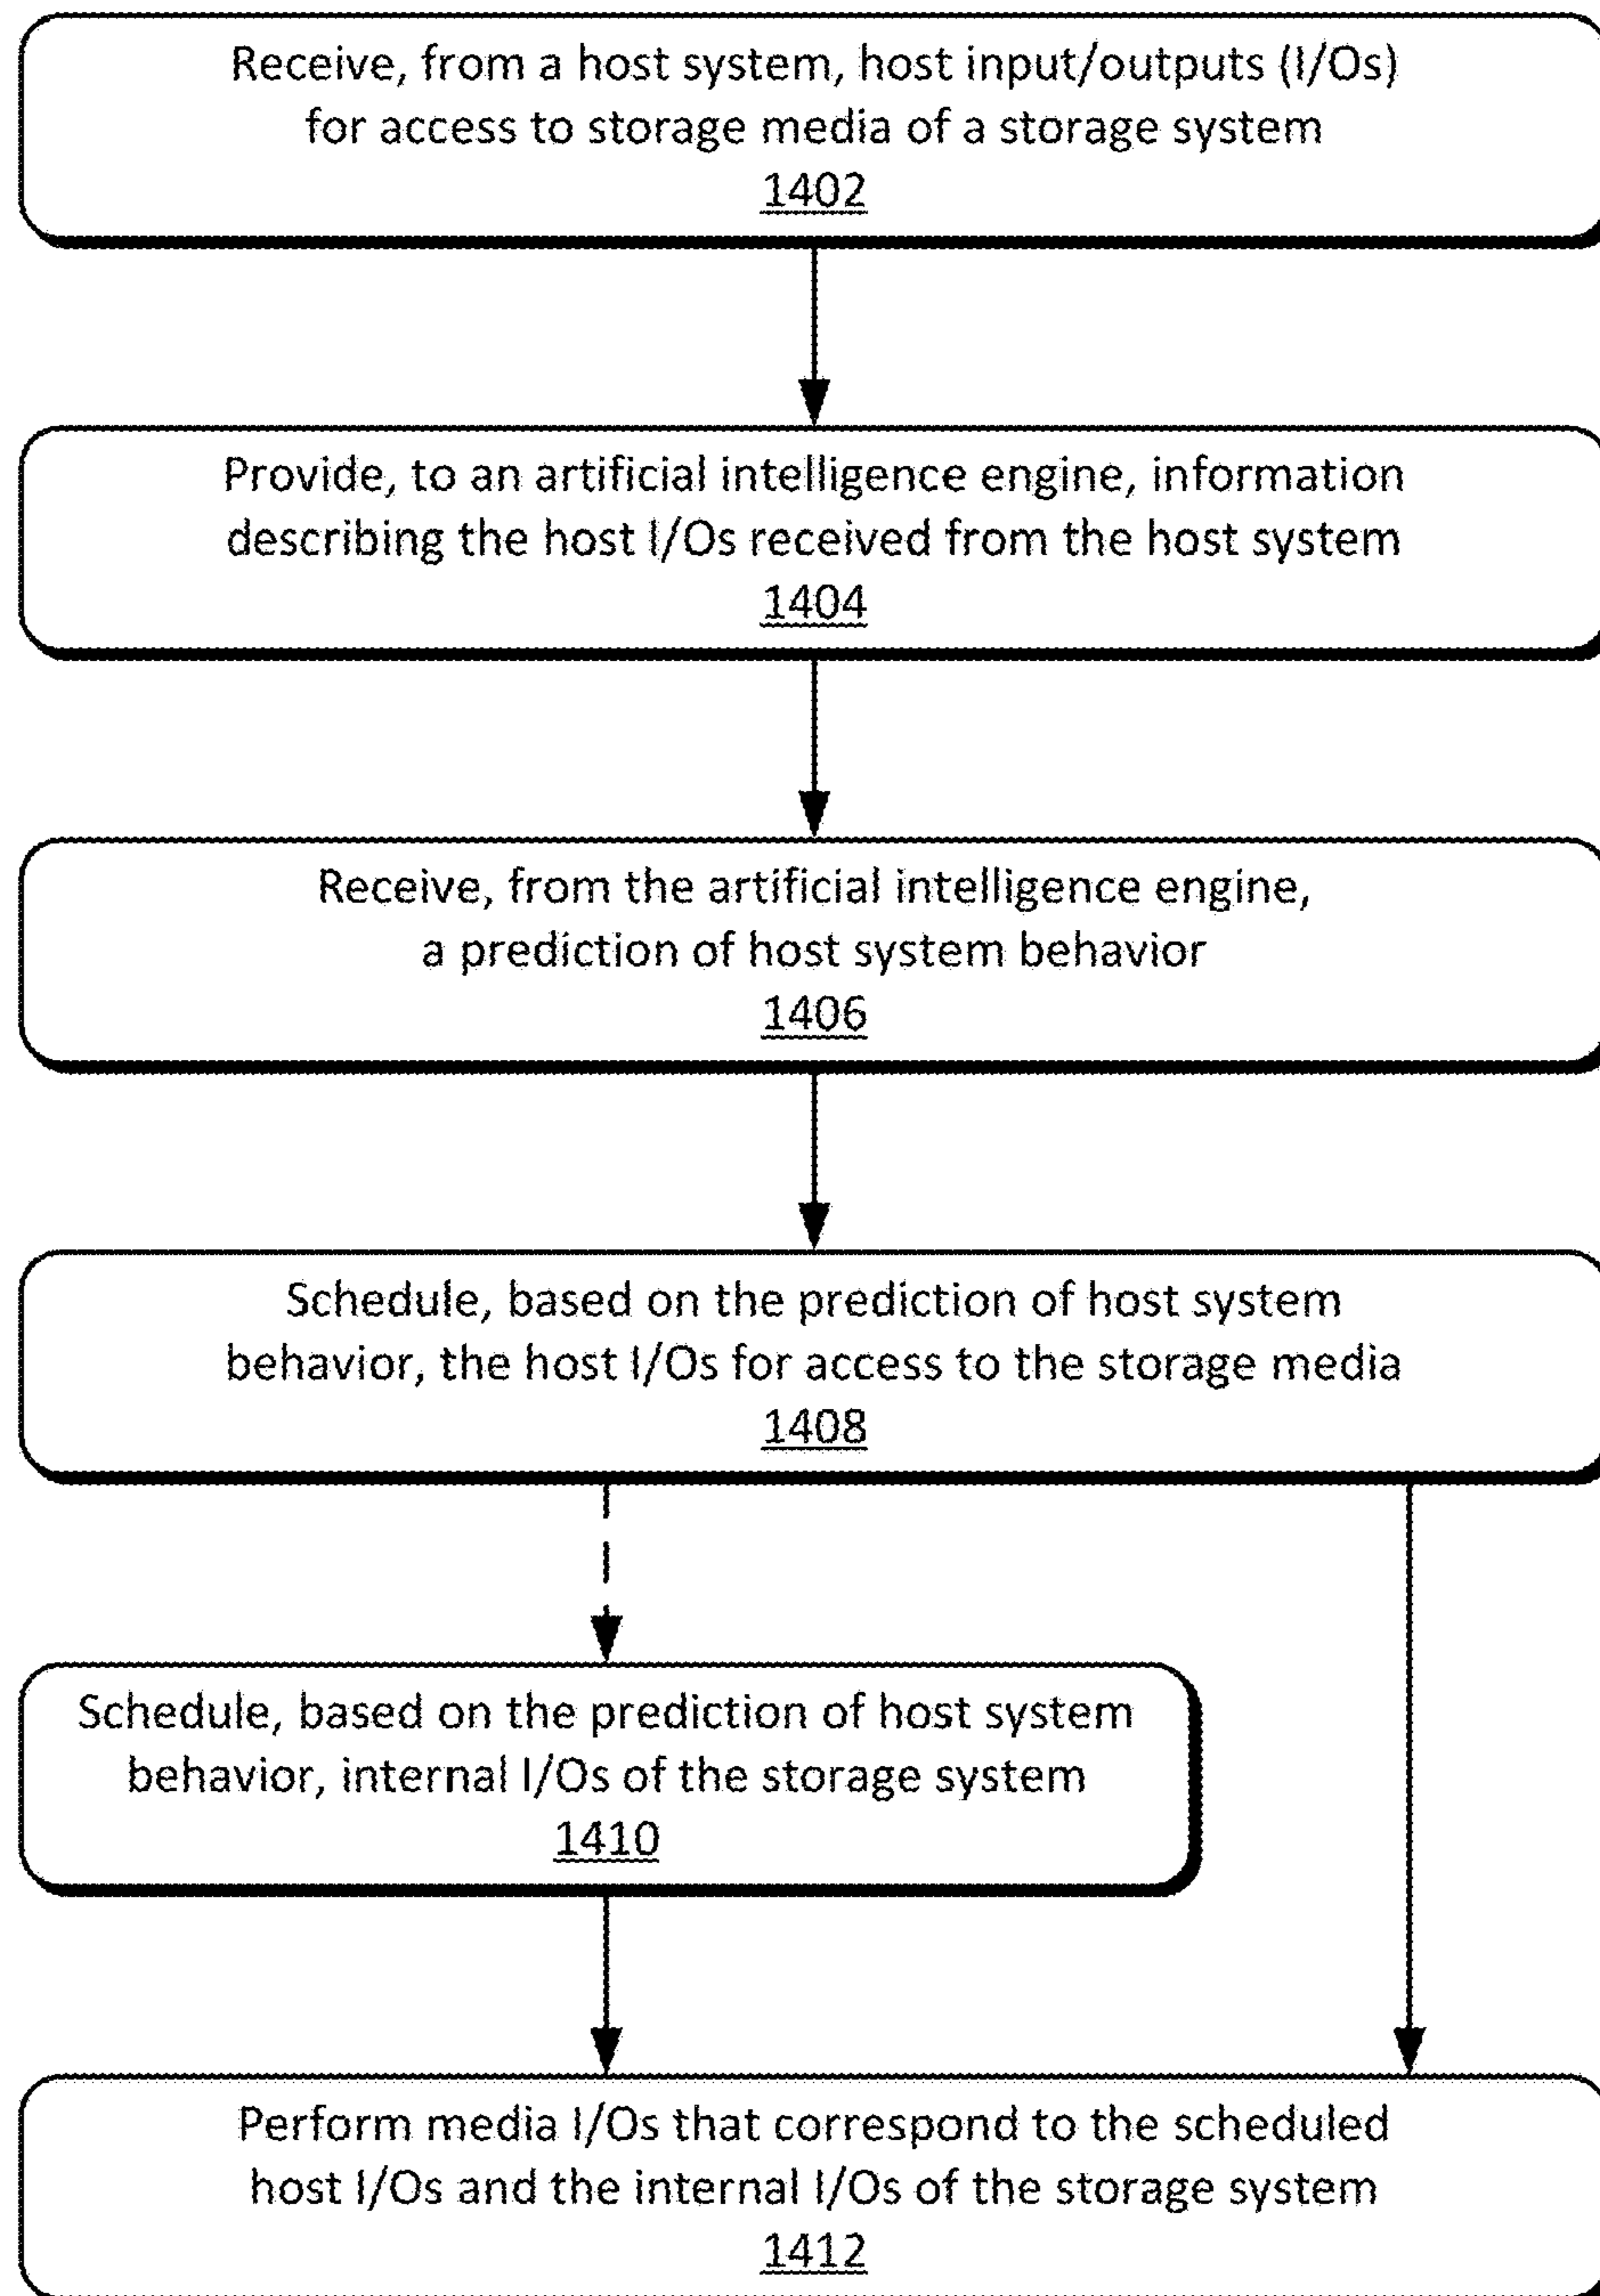 Receive, from a host system, host input/outputs (I/Os)
for access to storage media of a storage system
1402
Provide, to an artificial intelligence engine, information
describing the host I/Os received from the host system
1404
Receive, from the artificial intelligence engine,
a prediction of host system behavior
1406
Schedule, based on the prediction of host system
behavior, the host I/Os for access to the storage media
1408
Schedule, based on the prediction of host system
behavior, internal I/Os of the storage system
1410
Perform media I/Os that correspond to the scheduled
host I/Os and the internal I/Os of the storage system
1412